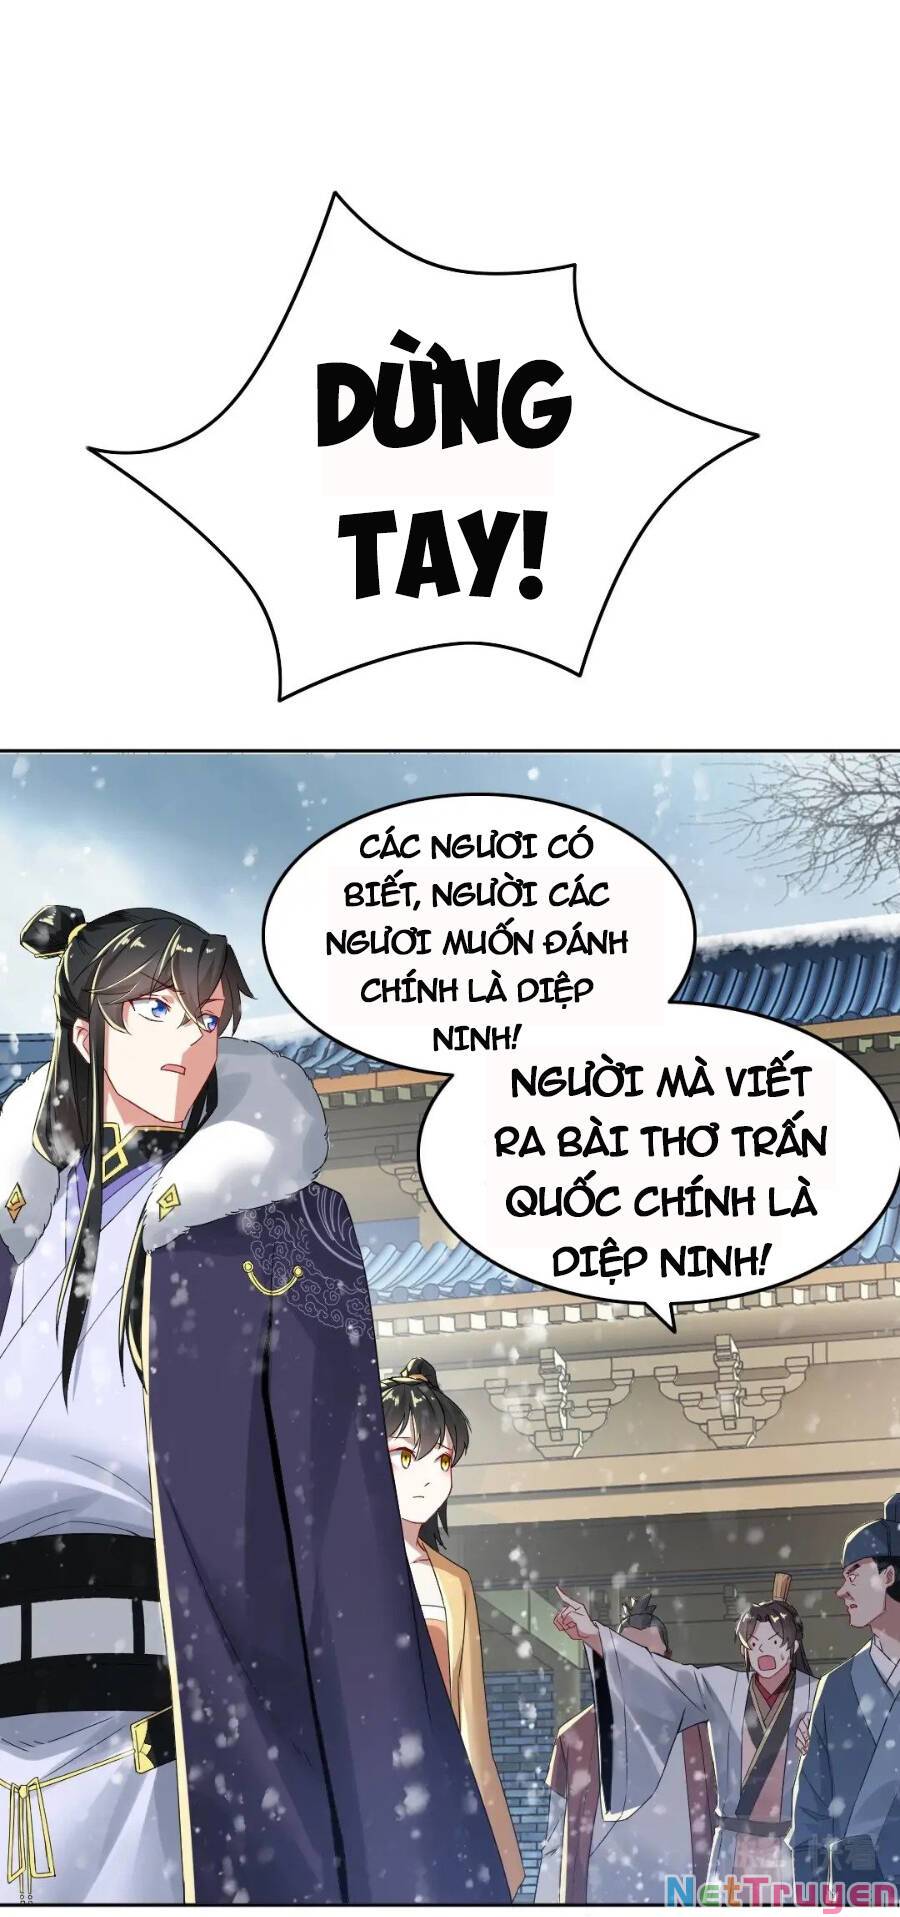 DỪNG
TAY!
CÁC NGƯƠI CÓ
BIẾT, NGƯỜI CÁC
NGƯƠI MUỐN ĐÁNH
CHÍNH LÀ DIỆP
NINH!
NGƯỜI MÀ VIẾT
RA BÀI THƠ TRẤN
QUỐC CHÍNH LÀ
DIỆP NINH!
NetTruyen